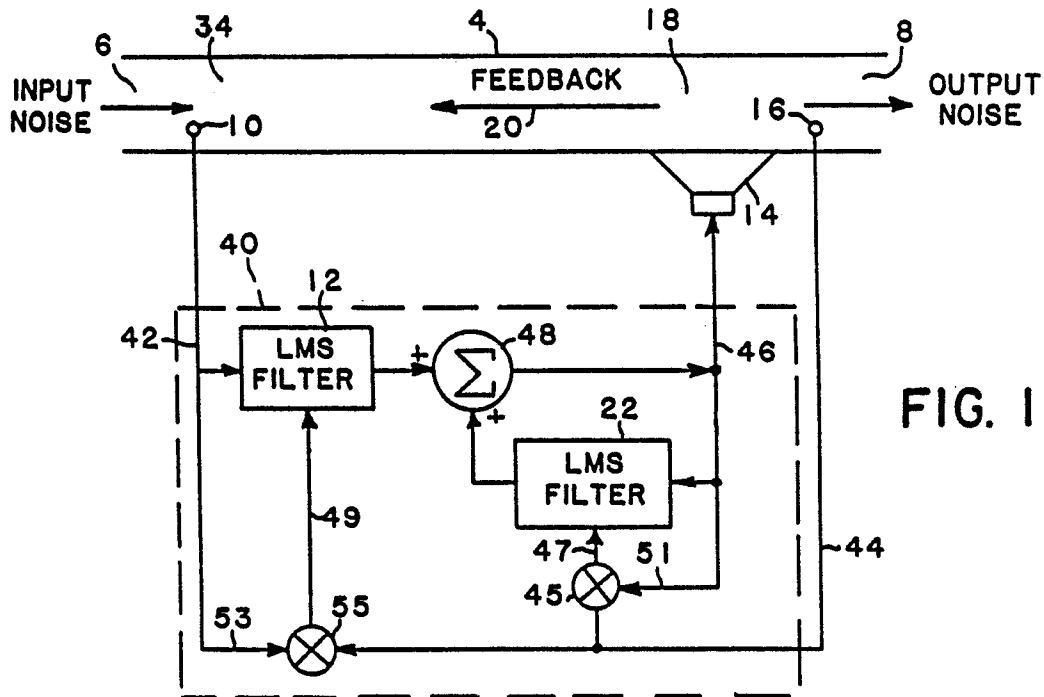 34
4
18
8
6
FEEDBACK
INPUT
NOISE
OUTPUT
NOISE
10
20
16
14
40
12
42
LMS
FILTER
+
Σ
48
46
+
22
FIG. 1
LMS
FILTER
49
47
51
44
45
53
55